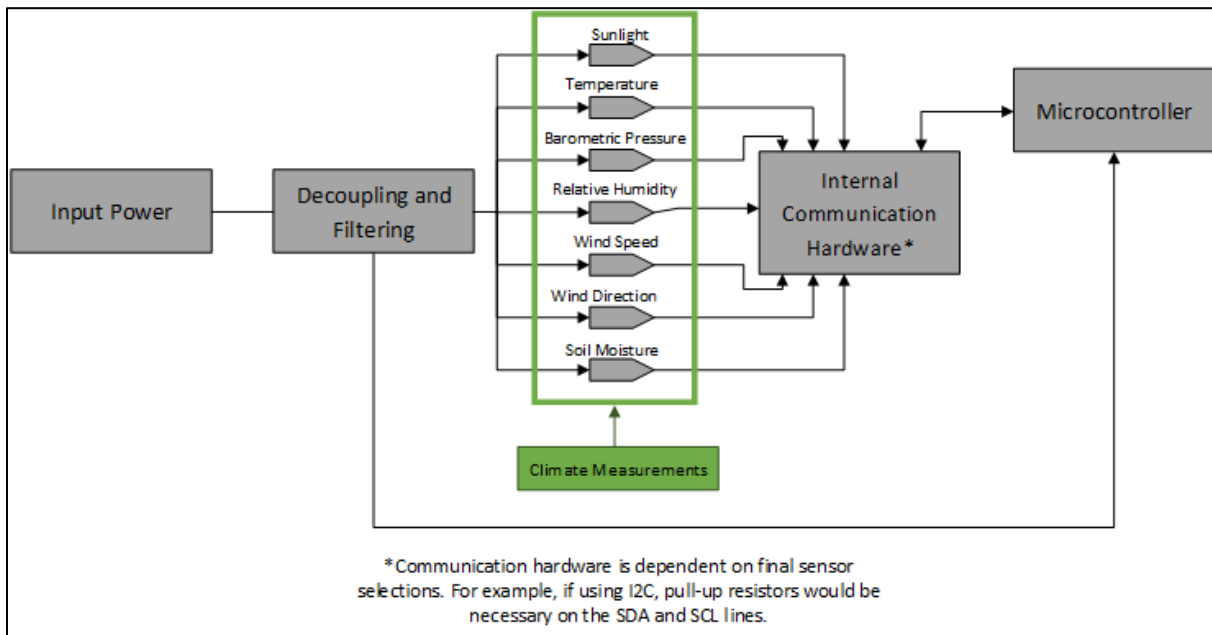 Sunlight
Temperature
Microcontroller
Barometric Pressure
Input Power
Decoupling and
Filtering
Relative Humidity
Internal
Communication
Hardware*
Wind Speed
Wind Direction
Soil Moisture
Climate Measurements
*Communication hardware is dependent on final sensor
selections. For example, if using I2C, pull-up resistors would be
necessary on the SDA and SCL lines.